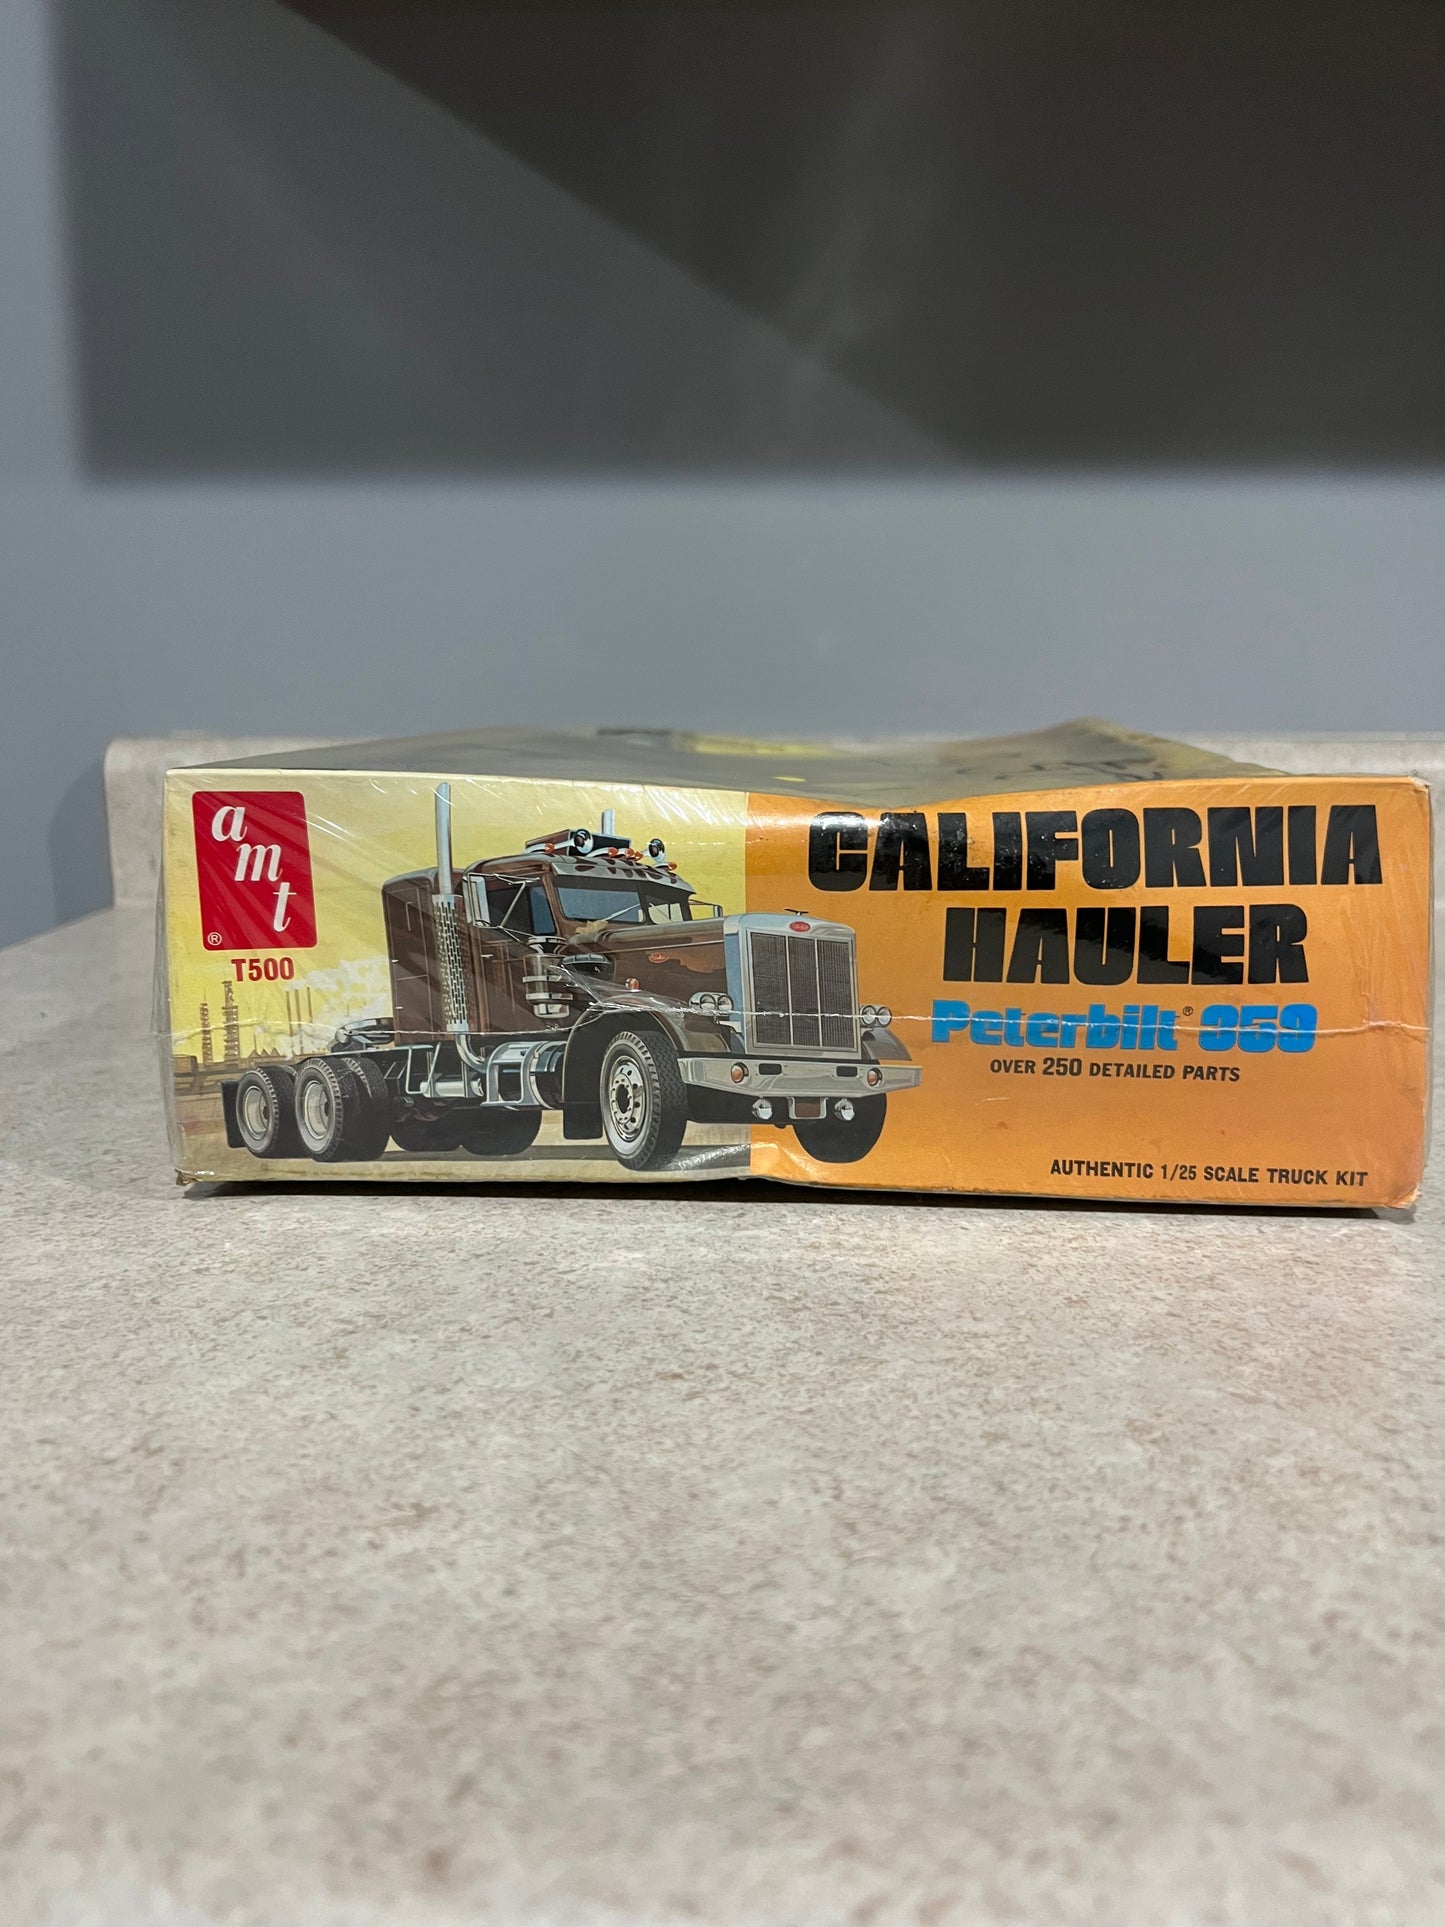 amt
®
T500
CALIFORNIA
HAULER
Peterbilt® 359
OVER 250 DETAILED PARTS
AUTHENTIC 1/25 SCALE TRUCK KIT